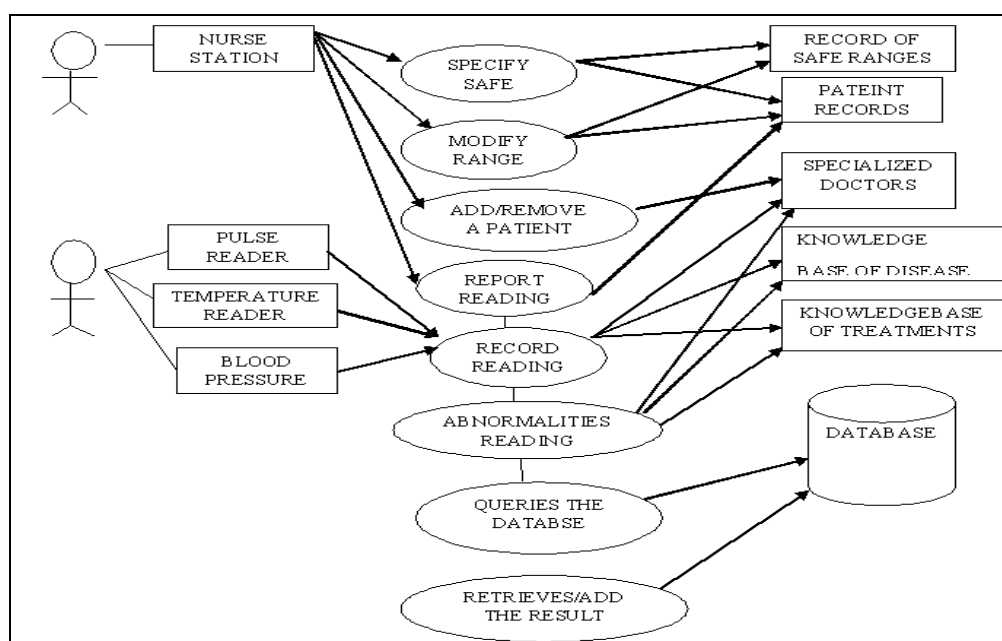 NURSE
STATION
SPECIFY
SAFE
RECORD OF
SAFE RANGES
PATEINT
RECORDS
MODIFY
RANGE
SPECIALIZED
DOCTORS
ADD/REMOVE
A PATIENT
PULSE
READER
KNOWLEDGE
BASE OF DISEASE
REPORT
READING
TEMPERATURE
READER
KNOWLEDGEBASE
OF TREATMENTS
RECORD
READING
BLOOD
PRESSURE
ABNORMALITIES
READING
DATABASE
QUERIES THE
DATABSE
RETRIEVES/ADD
THE RESULT